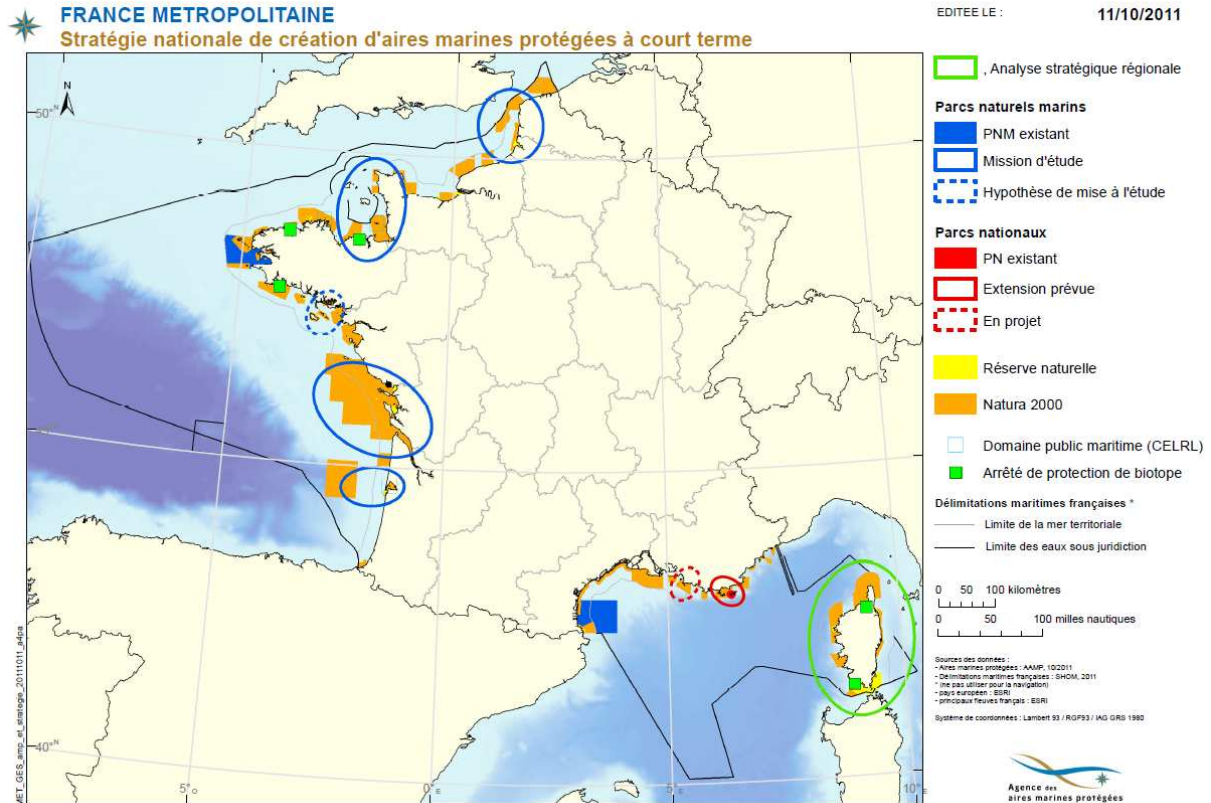 FRANCE METROPOLITAINE
Stratégie nationale de création d'aires marines protégées à court terme
EDITEE LE : 11/10/2011
, Analyse stratégique régionale
Parcs naturels marins
PNM existant
Mission d'étude
Hypothèse de mise à l'étude
Parcs nationaux
PN existant
Extension prévue
En projet
Réserve naturelle
Natura 2000
Domaine public maritime (CELRL)
Arrêté de protection de biotope
Délimitations maritimes françaises *
Limite de la mer territoriale
Limite des eaux sous juridiction
0 50 100 kilomètres
0 50 100 milles nautiques
Sources des données :
- Aires marines protégées : AAMP, 10/2011
- Délimitations maritimes françaises : SHOM, 2011
* (ne pas utiliser pour la navigation)
- pays européen : ESRI
- principaux fleuves français : ESRI
Système de coordonnées : Lambert 93 / RGF93 / IAG GRS 1980
Agence des
aires marines protégées
N
50°N
40°N
5°O
0°E
5°E
10°E